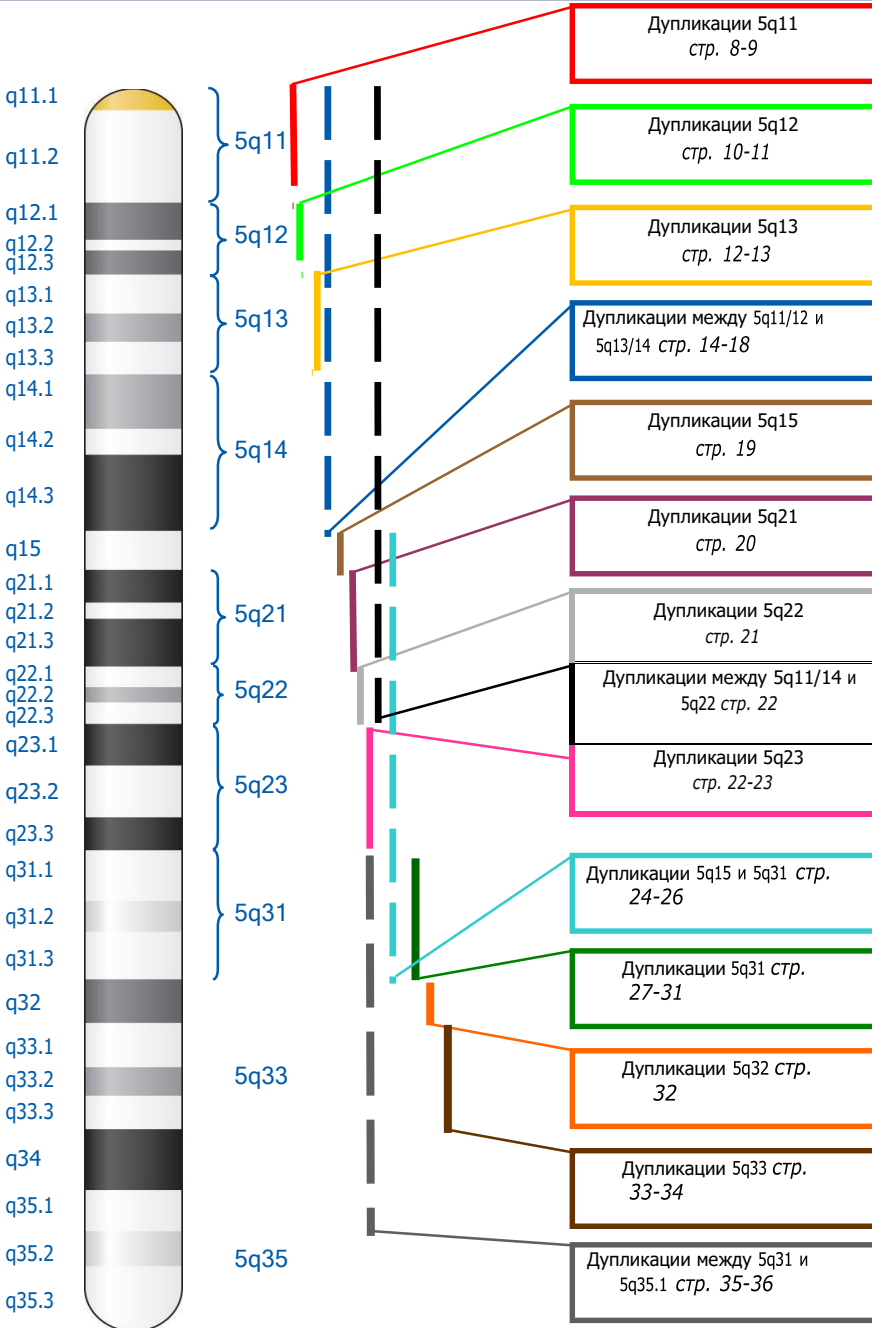 q11.1
q11.2
q12.1
q12.2
q12.3
q13.1
q13.2
q13.3
q14.1
q14.2
q14.3
q15
q21.1
q21.2
q21.3
q22.1
q22.2
q22.3
q23.1
q23.2
q23.3
q31.1
q31.2
q31.3
q32
q33.1
q33.2
q33.3
q34
q35.1
q35.2
q35.3
5q11
5q12
5q13
5q14
5q21
5q22
5q23
5q31
5q33
5q35
Дупликации 5q11
стр. 8-9
Дупликации 5q12
стр. 10-11
Дупликации 5q13
стр. 12-13
Дупликации между 5q11/12 и
5q13/14 стр. 14-18
Дупликации 5q15
стр. 19
Дупликации 5q21
стр. 20
Дупликации 5q22
стр. 21
Дупликации между 5q11/14 и
5q22 стр. 22
Дупликации 5q23
стр. 22-23
Дупликации 5q15 и 5q31 стр.
24-26
Дупликации 5q31 стр.
27-31
Дупликации 5q32 стр.
32
Дупликации 5q33 стр.
33-34
Дупликации между 5q31 и
5q35.1 стр. 35-36